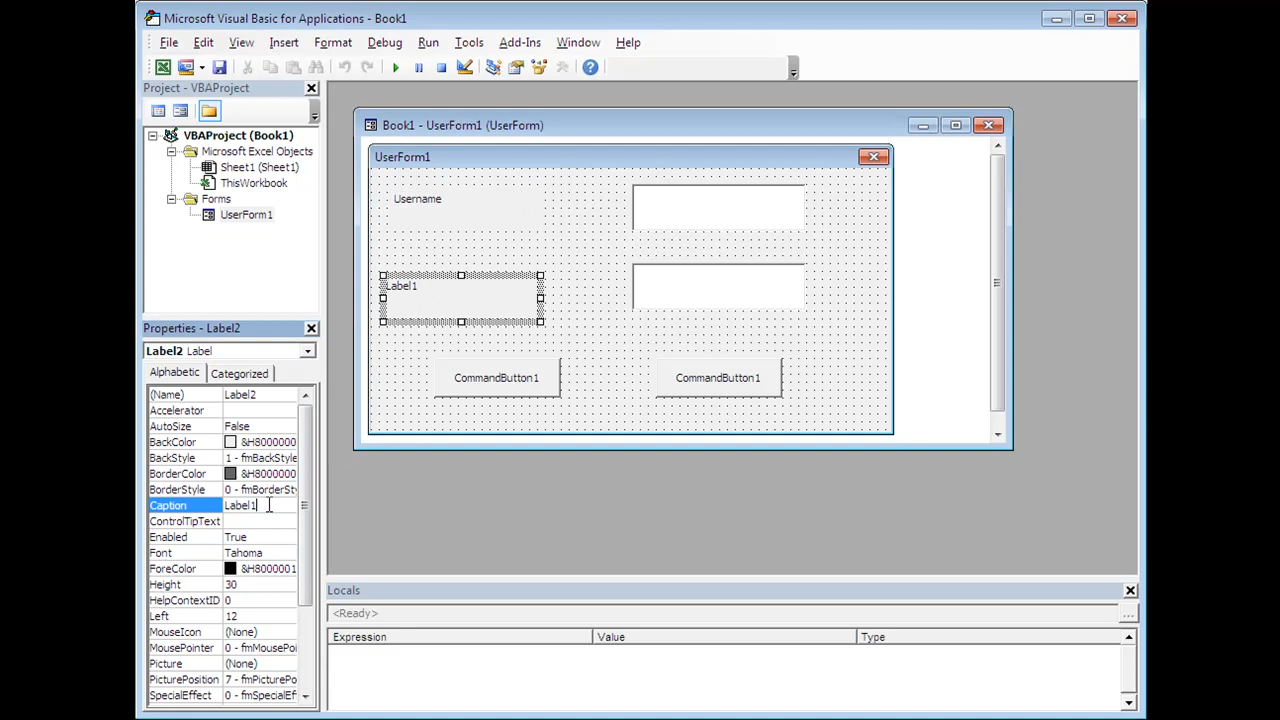 Microsoft Visual Basic for Applications - Book1
File Edit View Insert Format Debug Run Tools Add-Ins Window Help
Project - VBAProject
VBAProject (Book1)
Microsoft Excel Objects
Sheet1 (Sheet1)
ThisWorkbook
Forms
UserForm1
Book1 - UserForm1 (UserForm)
UserForm1
Username
Label1
CommandButton1 CommandButton1
Properties - Label2
Label2 Label
Alphabetic Categorized
(Name) Label2
Accelerator
AutoSize False
BackColor &H8000000
BackStyle 1 - fmBackStyle
BorderColor &H8000000
BorderStyle 0 - fmBorderSty
Caption Label1
ControlTipText
Enabled True
Font Tahoma
ForeColor &H8000001
Height 30
HelpContextID 0
Left 12
MouseIcon (None)
MousePointer 0 - fmMousePoi
Picture (None)
PicturePosition 7 - fmPicturePo
SpecialEffect 0 - fmSpecialEf
Locals
<Ready>
...
Expression Value Type